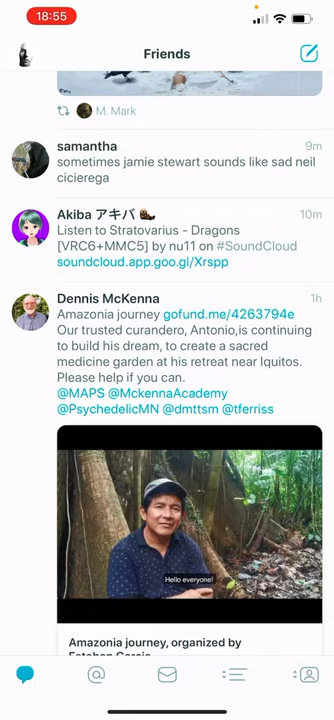 18:55
Friends
M. Mark
samantha 9m
sometimes jamie stewart sounds like sad neil
cicierega
Akiba アキバ 10m
Listen to Stratovarius - Dragons
[VRC6+MMC5] by nu11 on #SoundCloud
soundcloud.app.goo.gl/Xrspp
Dennis McKenna 1h
Amazonia journey gofund.me/4263794e
Our trusted curandero, Antonio,is continuing
to build his dream, to create a sacred
medicine garden at his retreat near Iquitos.
Please help if you can.
@MAPS @MckennaAcademy
@PsychedelicMN @dmttsm @tferriss
Hello everyone!
Amazonia journey, organized by
Esteban Garcia